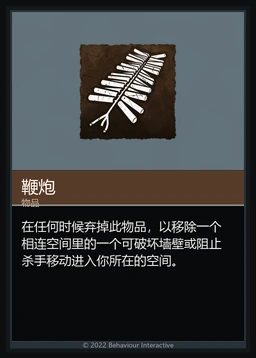 鞭炮
物品
在任何时候弃掉此物品，以移除一个
相连空间里的一个可破坏墙壁或阻止
杀手移动进入你所在的空间。
© 2022 Behaviour Interactive